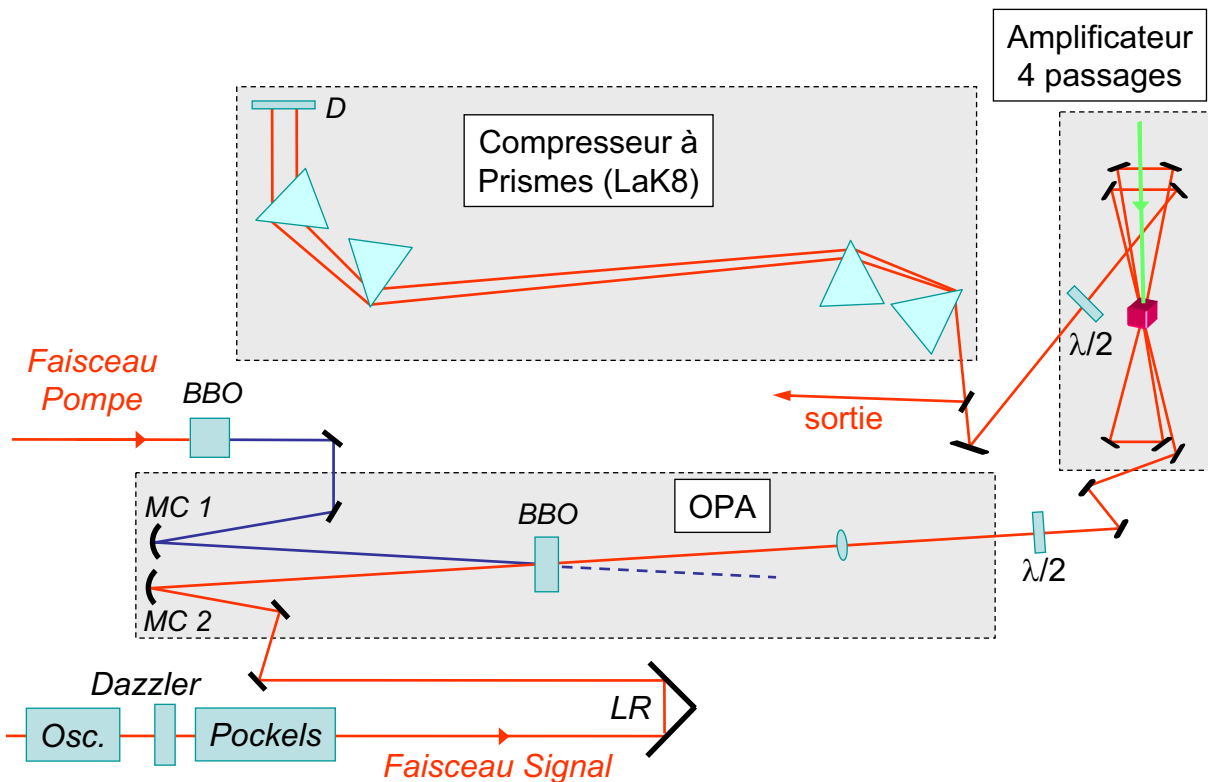 Amplificateur
4 passages
D
Compresseur à
Prismes (LaK8)
λ/2
Faisceau
Pompe
BBO
sortie
MC 1
BBO
OPA
λ/2
MC 2
Dazzler
LR
Osc.
Pockels
Faisceau Signal